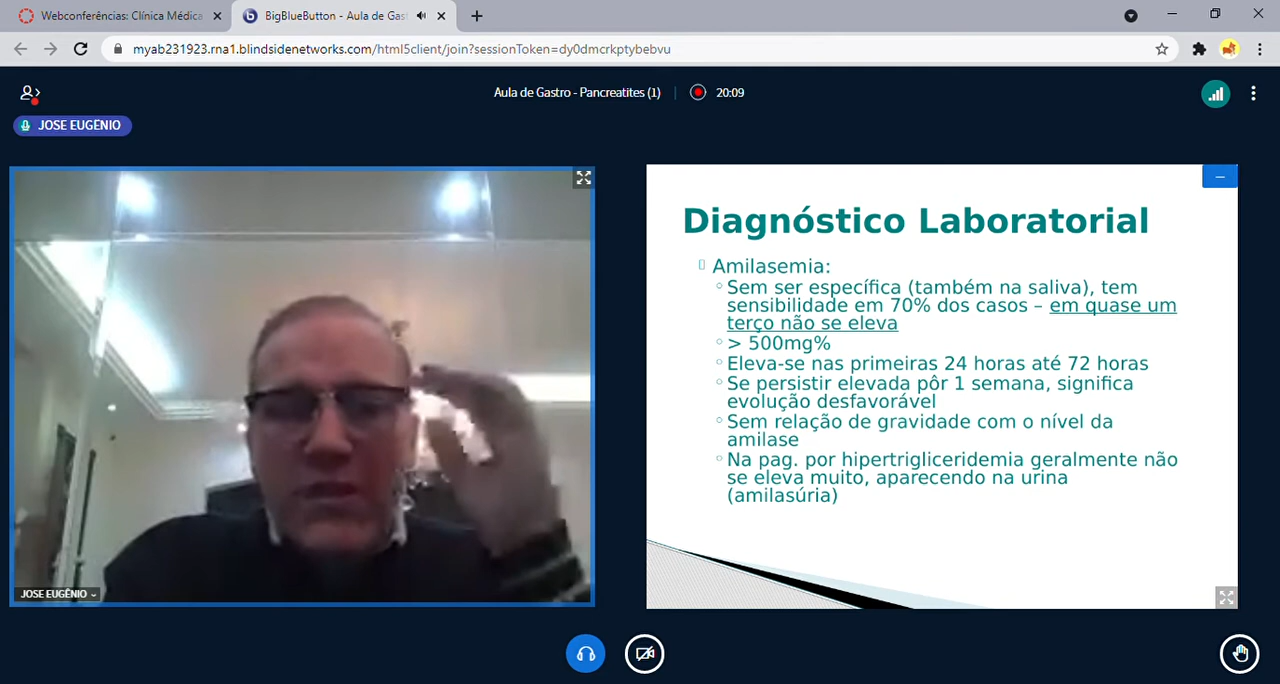 Webconferências: Clínica Médica
BigBlueButton - Aula de Gas
myab231923.rna1.blindsidenetworks.com/html5client/join?sessionToken=dy0dmcrkptybebvu
Aula de Gastro - Pancreatites (1)
20:09
JOSE EUGÊNIO
Diagnóstico Laboratorial
Amilasemia:
Sem ser específica (também na saliva), tem
sensibilidade em 70% dos casos – em quase um
terço não se eleva
> 500mg%
Eleva-se nas primeiras 24 horas até 72 horas
Se persistir elevada pôr 1 semana, significa
evolução desfavorável
Sem relação de gravidade com o nível da
amilase
Na pag. por hipertrigliceridemia geralmente não
se eleva muito, aparecendo na urina
(amilasúria)
JOSE EUGÊNIO